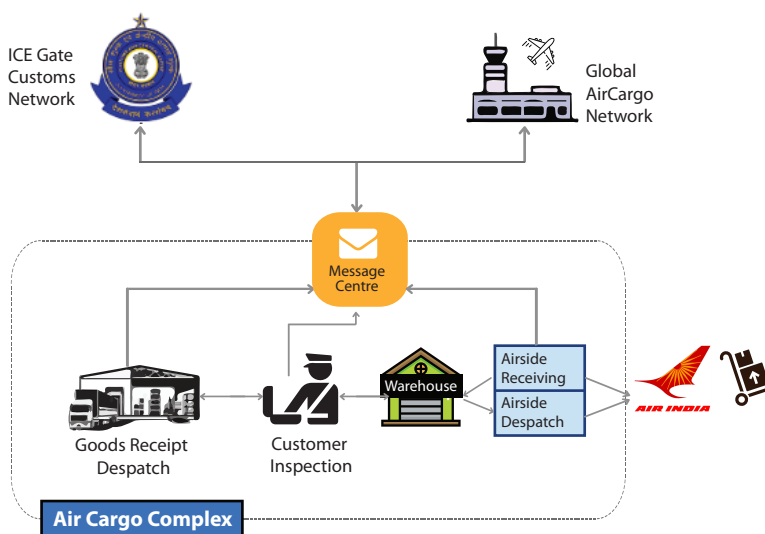 ICE Gate
Customs
Network
Global
AirCargo
Network
Message
Centre
Warehouse
Airside
Receiving
Airside
Despatch
AIR INDIA
Goods Receipt
Despatch
Customer
Inspection
Air Cargo Complex